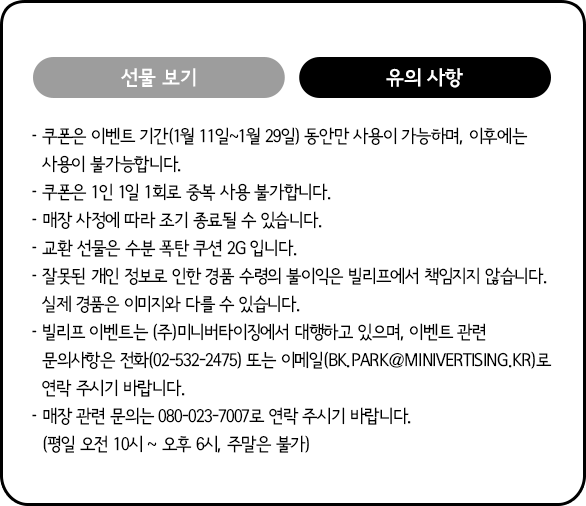 선물 보기
유의 사항
- 쿠폰은 이벤트 기간(1월 11일~1월 29일) 동안만 사용이 가능하며, 이후에는
사용이 불가능합니다.
- 쿠폰은 1인 1일 1회로 중복 사용 불가합니다.
- 매장 사정에 따라 조기 종료될 수 있습니다.
- 교환 선물은 수분 폭탄 쿠션 2G 입니다.
- 잘못된 개인 정보로 인한 경품 수령의 불이익은 빌리프에서 책임지지 않습니다.
실제 경품은 이미지와 다를 수 있습니다.
- 빌리프 이벤트는 (주)미니버타이징에서 대행하고 있으며, 이벤트 관련
문의사항은 전화(02-532-2475) 또는 이메일(BK.PARK@MINIVERTISING.KR)로
연락 주시기 바랍니다.
- 매장 관련 문의는 080-023-7007로 연락 주시기 바랍니다.
(평일 오전 10시 ~ 오후 6시, 주말은 불가)